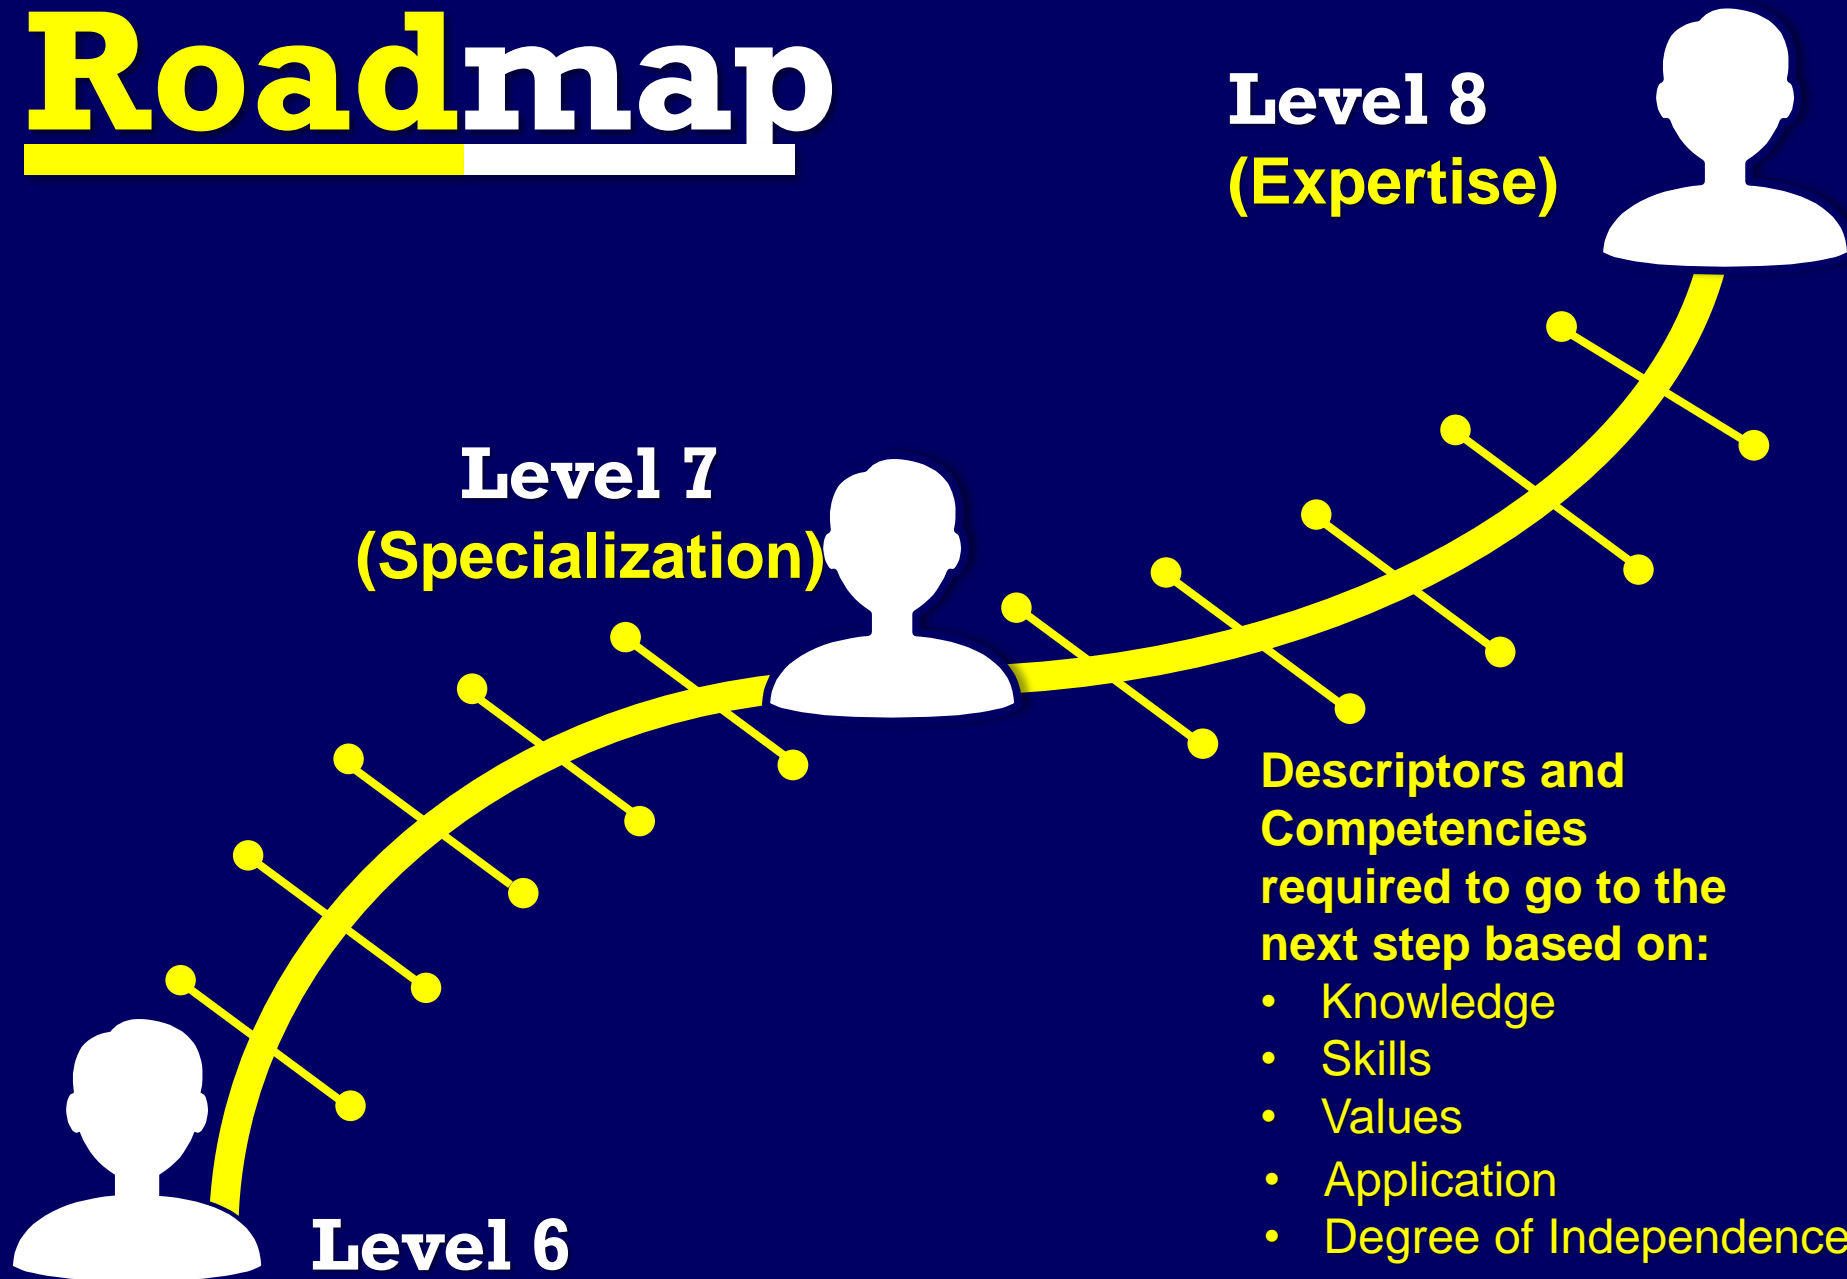 Roadmap
Level 8
(Expertise)
Level 7
(Specialization)
Descriptors and
Competencies
required to go to the
next step based on:
• Knowledge
• Skills
• Values
• Application
• Degree of Independence
Level 6